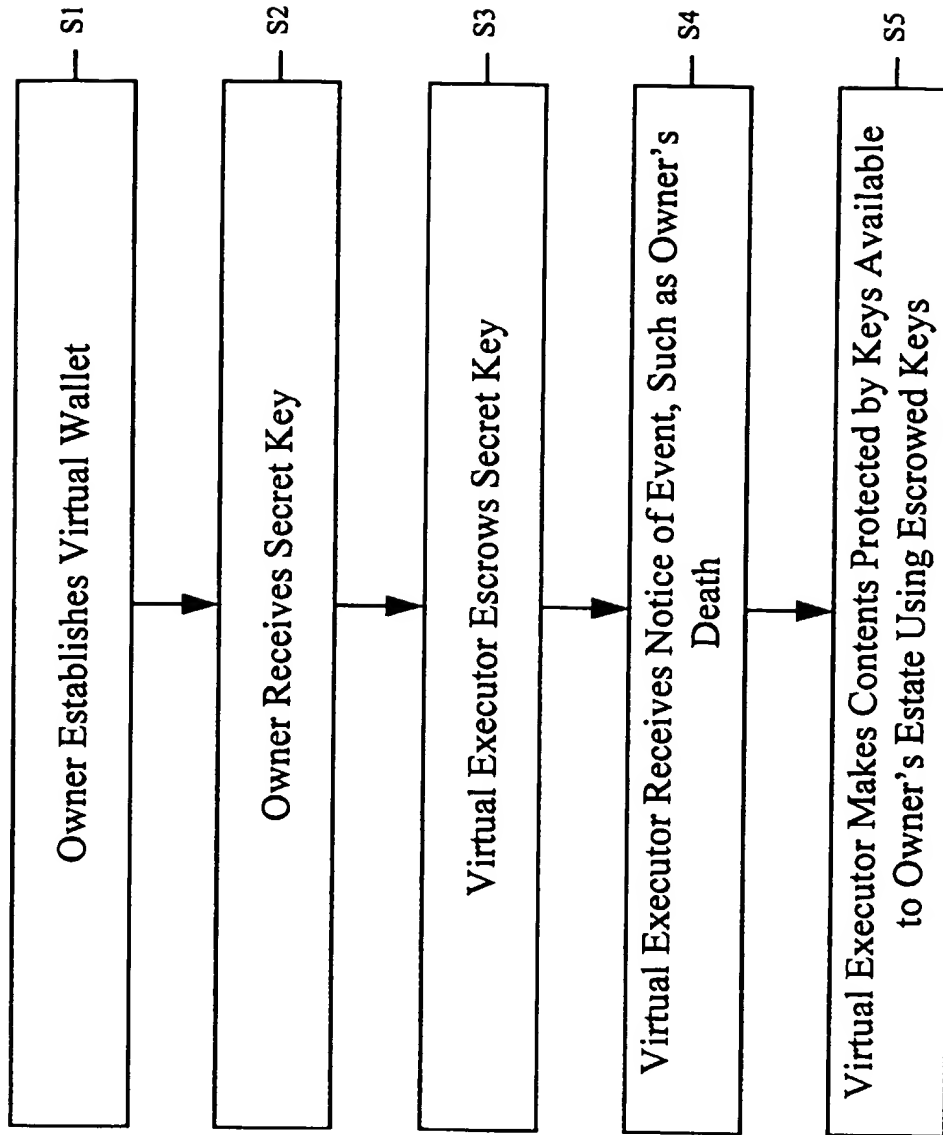 Owner Establishes Virtual Wallet
S1
Owner Receives Secret Key
S2
Virtual Executor Escrows Secret Key
S3
Virtual Executor Receives Notice of Event, Such as Owner's
Death
S4
Virtual Executor Makes Contents Protected by Keys Available
to Owner's Estate Using Escrowed Keys
S5